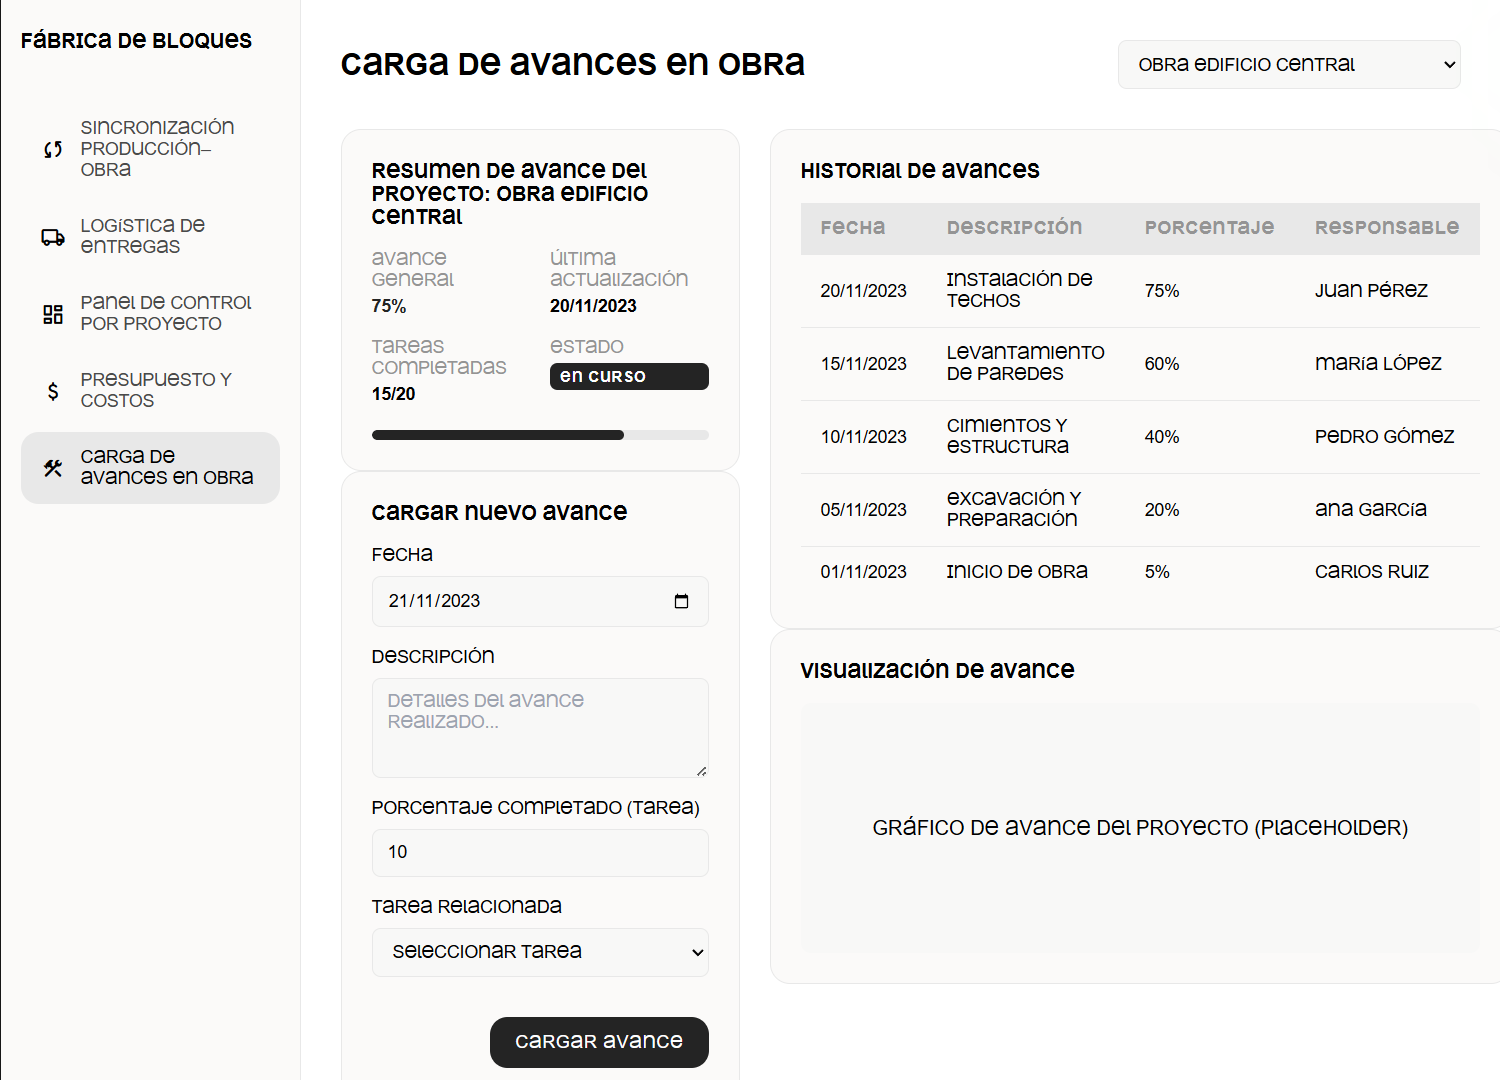 Fábrica de Bloques
Sincronización
Producción–
Obra
Logística de
Entregas
Panel de Control
por Proyecto
Presupuesto y
Costos
Carga de
Avances en Obra
Carga de Avances en Obra
Obra Edificio Central
Resumen de Avance del
Proyecto: Obra Edificio
Central
Avance
General
75%
Última
Actualización
20/11/2023
Tareas
Completadas
15/20
Estado
En Curso
Cargar Nuevo Avance
Fecha
21/11/2023
Descripción
Detalles del avance
realizado...
Porcentaje Completado (Tarea)
10
Tarea Relacionada
Seleccionar Tarea
Cargar Avance
Historial de Avances
Fecha Descripción Porcentaje Responsable
20/11/2023 Instalación de techos 75% Juan Pérez
15/11/2023 Levantamiento de paredes 60% María López
10/11/2023 Cimientos y estructura 40% Pedro Gómez
05/11/2023 Excavación y preparación 20% Ana García
01/11/2023 Inicio de obra 5% Carlos Ruiz
Visualización de Avance
Gráfico de Avance del Proyecto (Placeholder)